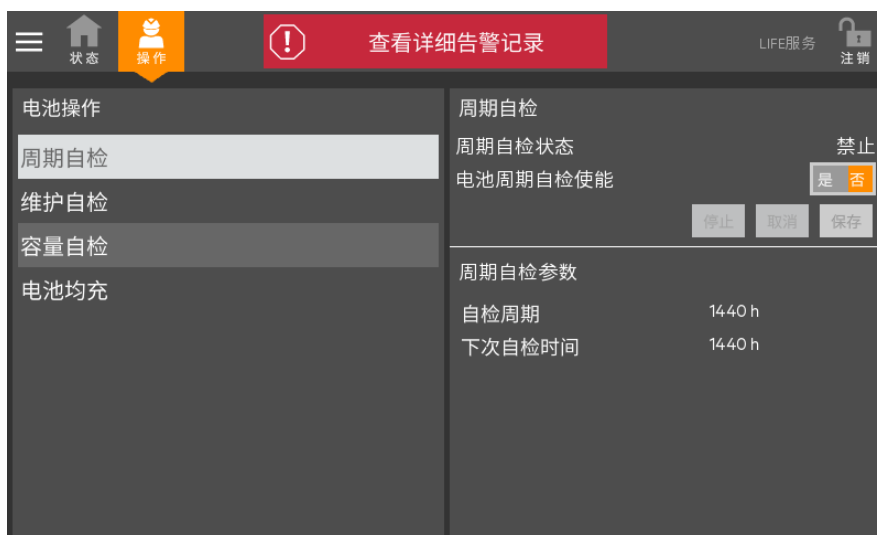 状态
操作
!
查看详细告警记录
LIFE服务
注销
电池操作
周期自检
维护自检
容量自检
电池均充
周期自检
周期自检状态 禁止
电池周期自检使能 是 否
停止 取消 保存
周期自检参数
自检周期 1440 h
下次自检时间 1440 h